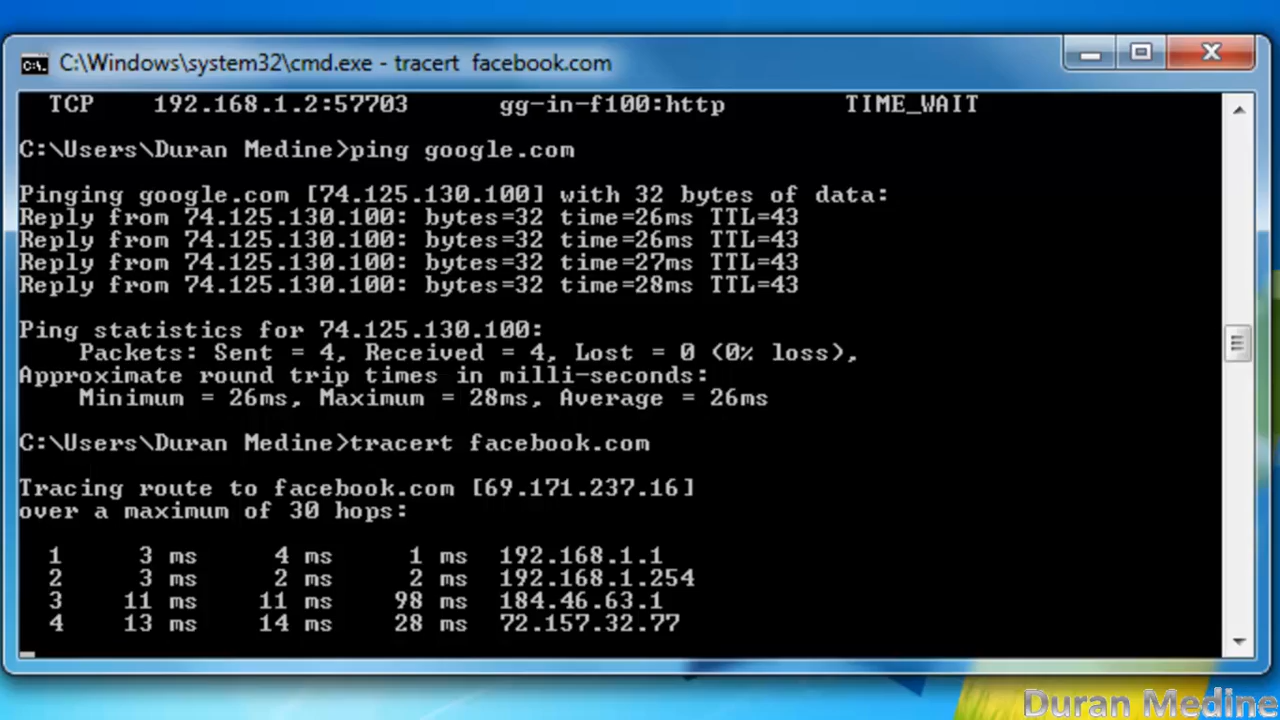 C:\Windows\system32\cmd.exe - tracert  facebook.com
  TCP    192.168.1.2:57703      gg-in-f100:http        TIME_WAIT
C:\Users\Duran Medine>ping google.com
Pinging google.com [74.125.130.100] with 32 bytes of data:
Reply from 74.125.130.100: bytes=32 time=26ms TTL=43
Reply from 74.125.130.100: bytes=32 time=26ms TTL=43
Reply from 74.125.130.100: bytes=32 time=27ms TTL=43
Reply from 74.125.130.100: bytes=32 time=28ms TTL=43
Ping statistics for 74.125.130.100:
    Packets: Sent = 4, Received = 4, Lost = 0 (0% loss),
Approximate round trip times in milli-seconds:
    Minimum = 26ms, Maximum = 28ms, Average = 26ms
C:\Users\Duran Medine>tracert facebook.com
Tracing route to facebook.com [69.171.237.16]
over a maximum of 30 hops:
  1     3 ms     4 ms     1 ms  192.168.1.1
  2     3 ms     2 ms     2 ms  192.168.1.254
  3    11 ms    11 ms    98 ms  184.46.63.1
  4    13 ms    14 ms    28 ms  72.157.32.77
Duran Medine